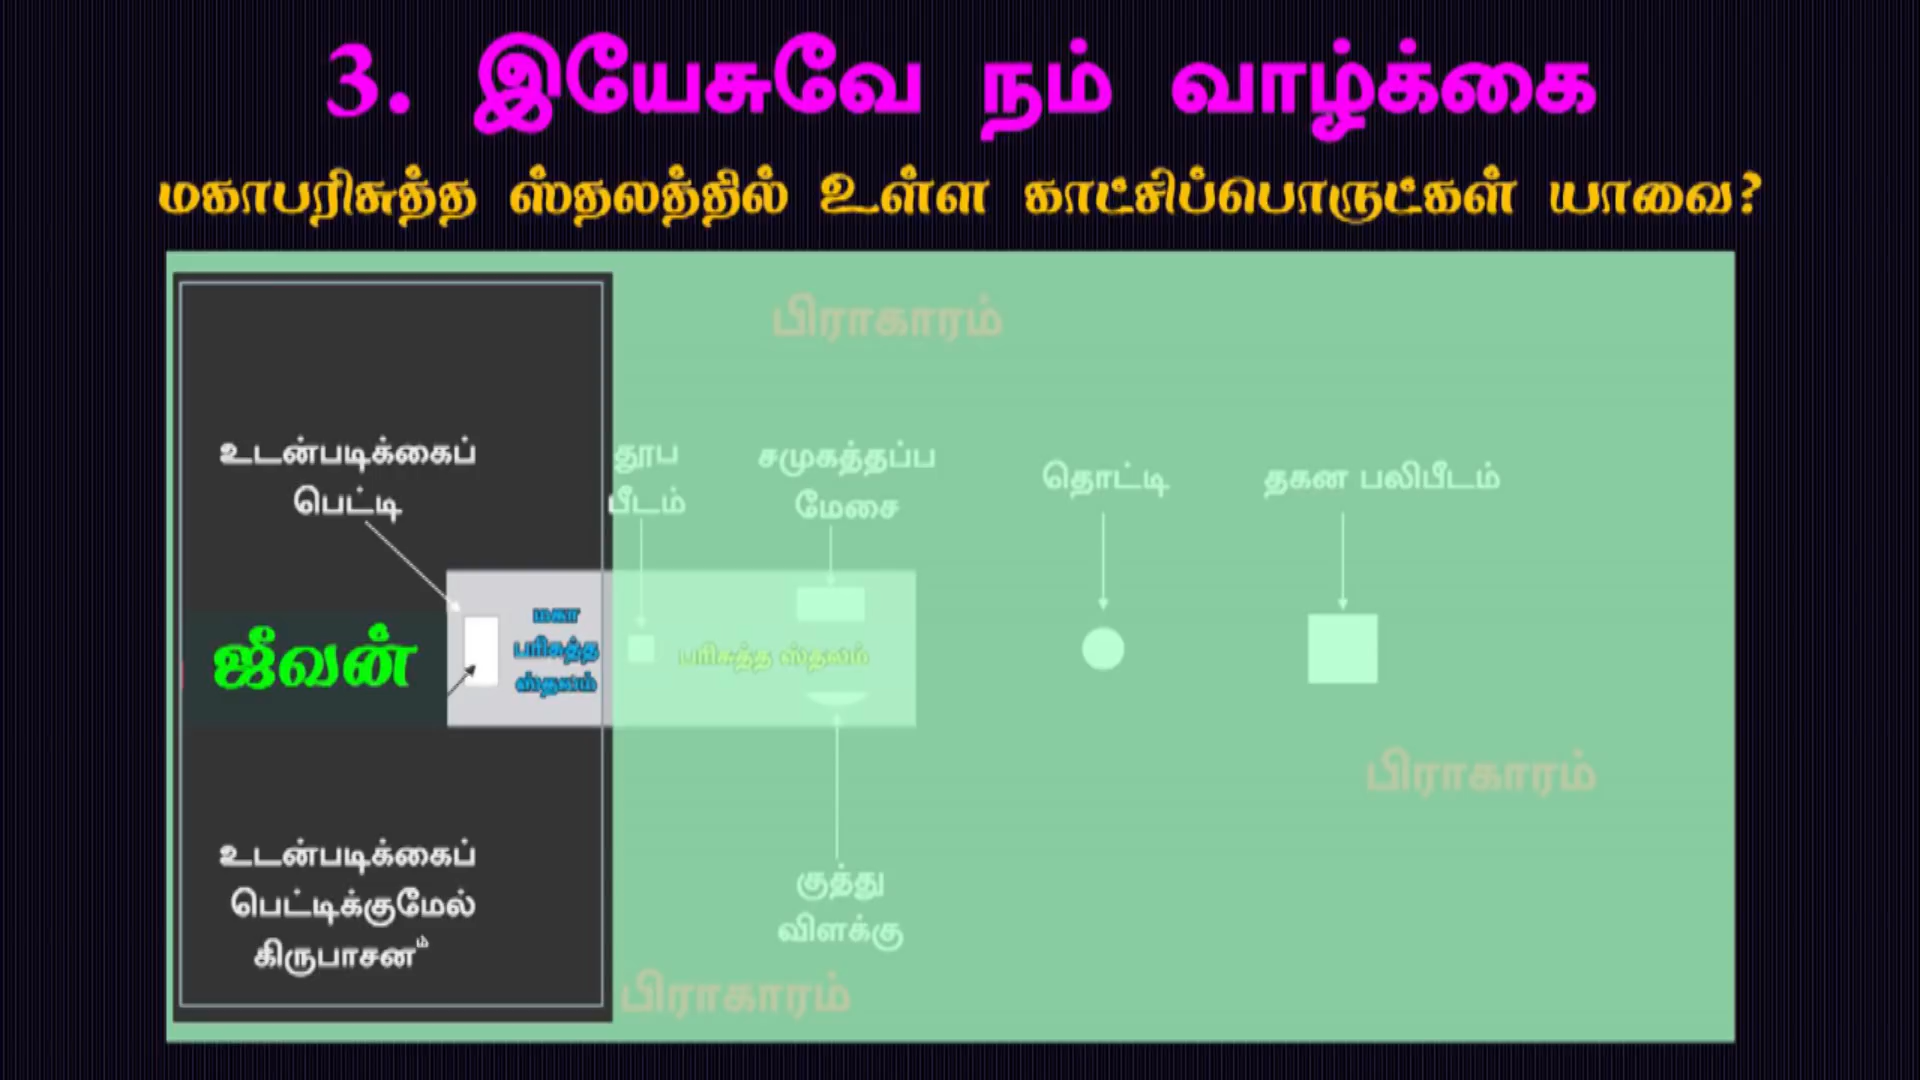 3. இயேசுவே நம் வாழ்க்கை
மகாபரிசுத்த ஸ்தலத்தில் உள்ள காட்சிப்பொருட்கள் யாவை?
பிராகாரம்
உடன்படிக்கைப்
பெட்டி
தூப
பீடம்
சமுகத்தப்ப
மேசை
தொட்டி
தகன பலிபீடம்
ஜீவன்
மகா
பரிசுத்த
ஸ்தலம்
பரிசுத்த ஸ்தலம்
பிராகாரம்
உடன்படிக்கைப்
பெட்டிக்குமேல்
கிருபாசனம்
குத்து
விளக்கு
பிராகாரம்